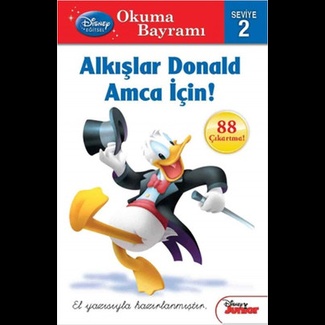 Disney
EĞİTSEL
Okuma
Bayramı
SEVİYE
2
Alkışlar Donald
Amca İçin!
88
Çıkartma!
El yazısıyla hazırlanmıştır.
Disney
Junior